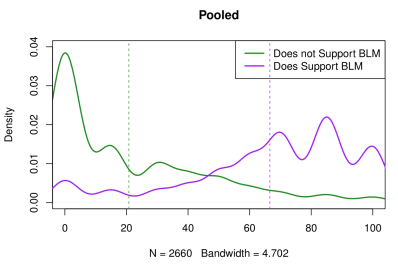 Pooled
Density
0.04
0.03
0.02
0.01
0.00
Does not Support BLM
Does Support BLM
0 20 40 60 80 100
N = 2660 Bandwidth = 4.702